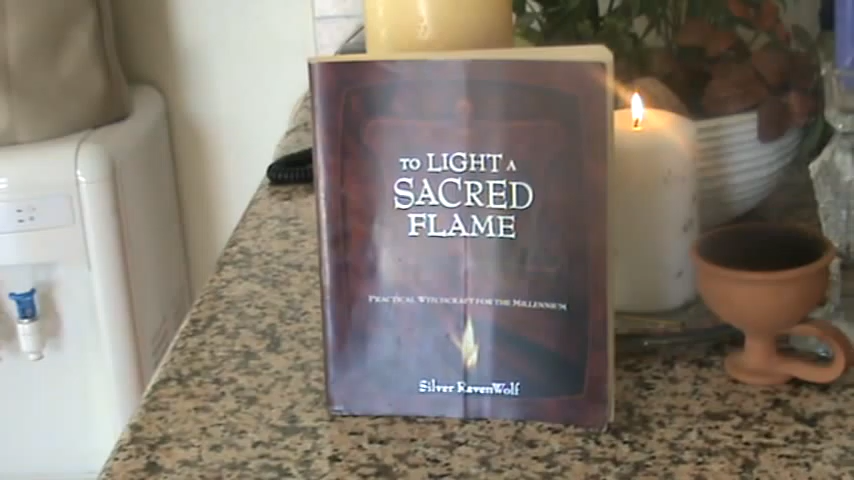 TO LIGHT A
SACRED
FLAME
PRACTICAL WITCHCRAFT FOR THE MILLENNIUM
Silver RavenWolf